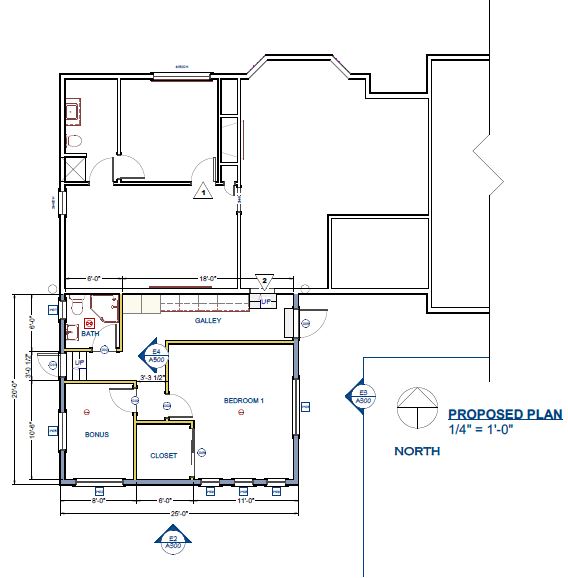 1
6'-0"
18'-0"
2
UP
GALLEY
BATH
6'-0"
E4
A500
UP
3'-0 1/2"
3'-3 1/2"
20'-0"
BEDROOM 1
E3
A500
PROPOSED PLAN
1/4" = 1'-0"
10'-6"
BONUS
CLOSET
NORTH
8'-0"
6'-0"
11'-0"
25'-0"
E2
A500